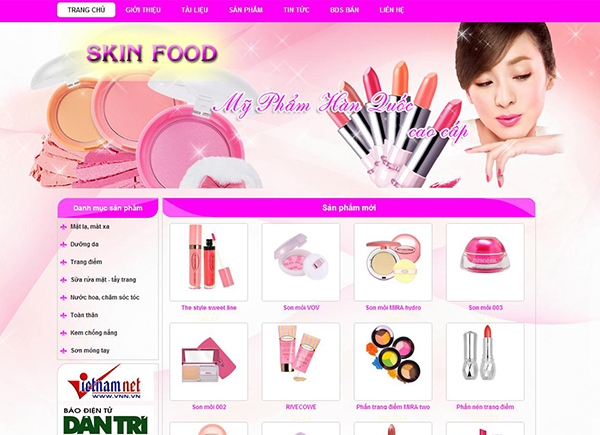 TRANG CHỦ GIỚI THIỆU TÀI LIỆU SẢN PHẨM TIN TỨC BDS BÁN LIÊN HỆ
SKIN FOOD
Mỹ Phẩm Hàn Quốc
cao cấp
Danh mục sản phẩm
Mặt lạ, mát xa
Dưỡng da
Trang điểm
Sữa rửa mặt - tẩy trang
Nước hoa, chăm sóc tóc
Toàn thân
Kem chống nắng
Sơn móng tay
Sản phẩm mới
The style sweet line
Son môi VOV
Son môi MIRA hydro
Son môi 003
Son môi 002
RIVECOWE
Phấn trang điểm MIRA two
Phấn nén trang điểm
Vietnamnet
WWW.VNN.VN
BÁO ĐIỆN TỬ
DÂN TRÍ